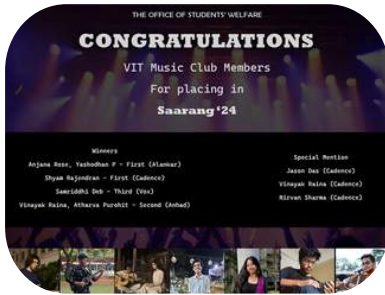 THE OFFICE OF STUDENTS' WELFARE
CONGRATULATIONS
VIT Music Club Members
For placing in
Saarang ‘24
Winners
Anjana Rose, Yashodhan P – First (Alankar)
Shyam Rajendran – First (Cadence)
Samriddhi Deb – Third (Vox)
Vinayak Raina, Atharva Purohit – Second (Anhad)
Special Mention
Jason Das (Cadence)
Vinayak Raina (Cadence)
Nirvan Sharma (Cadence)